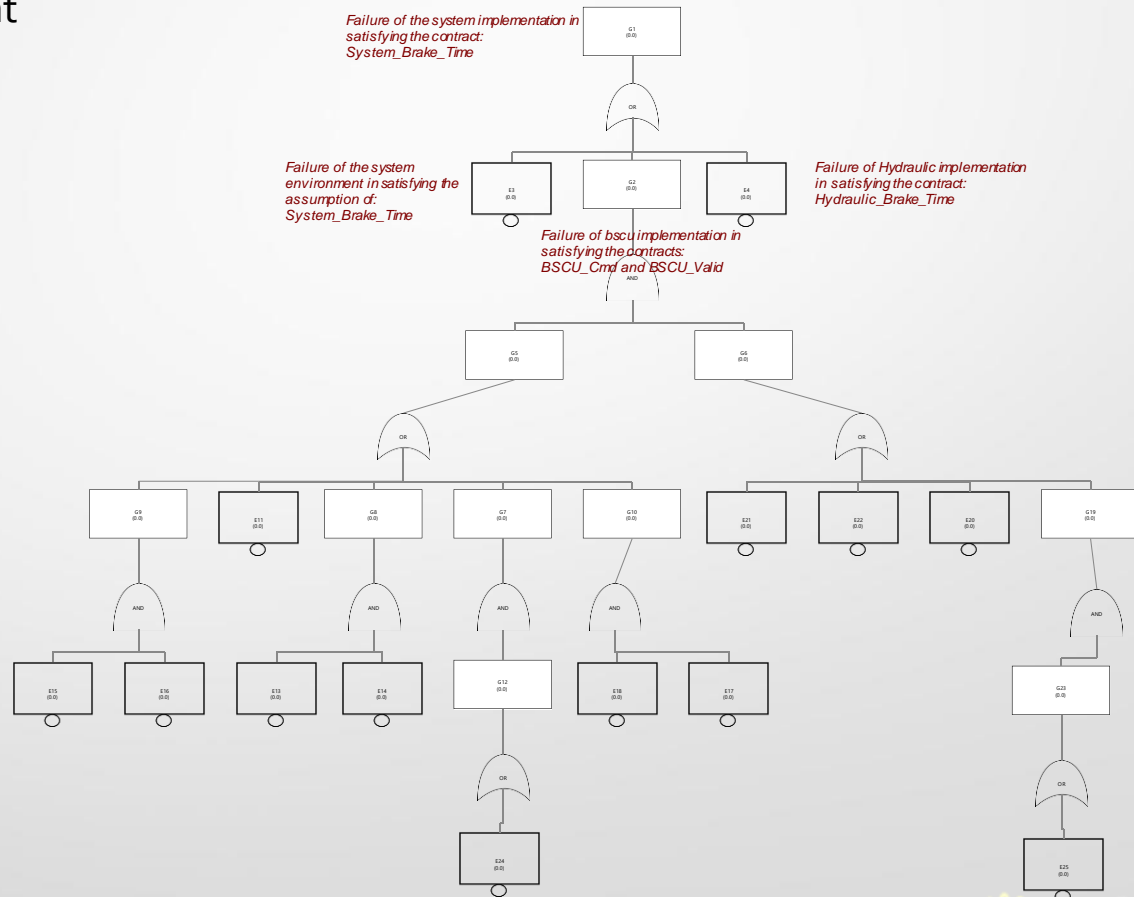 nt
Failure of the system implementation in
satisfying the contract:
System_Brake_Time
G1
(0.0)
OR
Failure of the system
environment in satisfying the
assumption of:
System_Brake_Time
E3
(0.0)
G2
(0.0)
E4
(0.0)
Failure of Hydraulic implementation
in satisfying the contract:
Hydraulic_Brake_Time
Failure of bscu implementation in
satisfying the contracts:
BSCU_Cmd and BSCU_Valid
AND
G5
(0.0)
G6
(0.0)
OR
OR
G9
(0.0)
E11
(0.0)
G8
(0.0)
G7
(0.0)
G10
(0.0)
E21
(0.0)
E22
(0.0)
E20
(0.0)
G19
(0.0)
AND
AND
AND
AND
AND
E15
(0.0)
E16
(0.0)
E13
(0.0)
E14
(0.0)
G12
(0.0)
E18
(0.0)
E17
(0.0)
G23
(0.0)
OR
OR
E24
(0.0)
E25
(0.0)